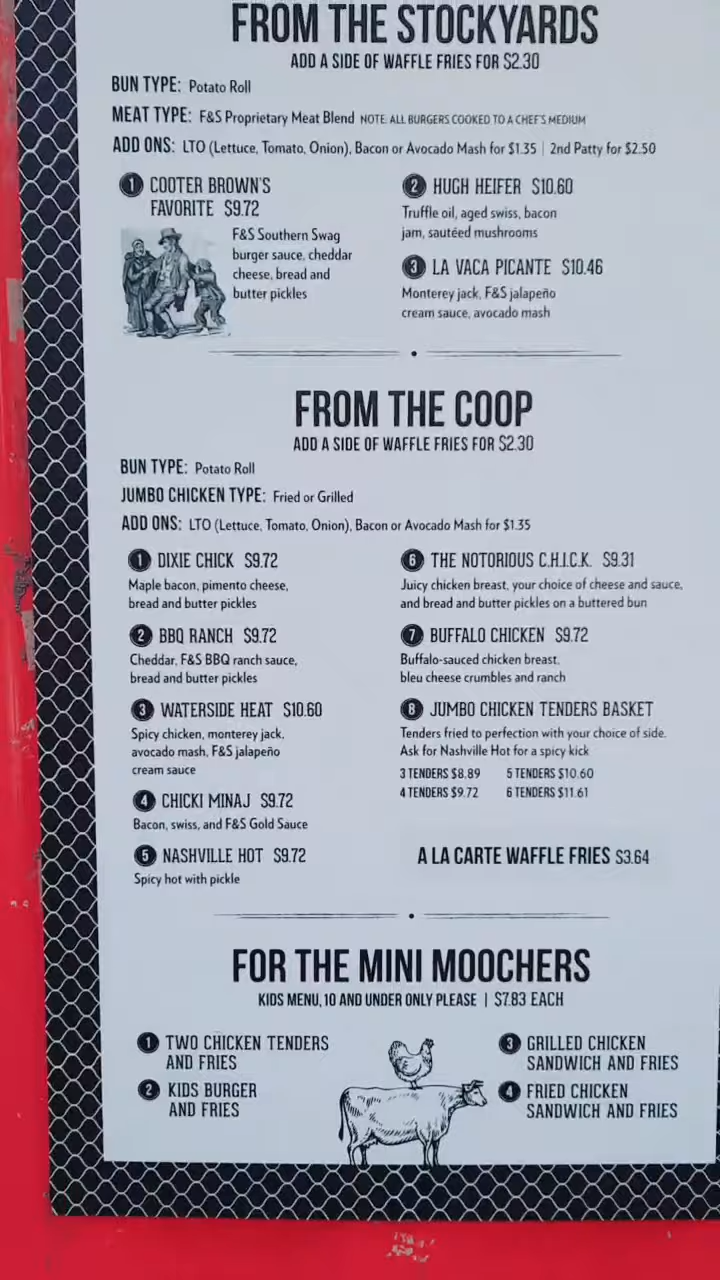 FROM THE STOCKYARDS
ADD A SIDE OF WAFFLE FRIES FOR $2.30
BUN TYPE: Potato Roll
MEAT TYPE: F&S Proprietary Meat Blend NOTE: ALL BURGERS COOKED TO A CHEF'S MEDIUM
ADD ONS: LTO (Lettuce, Tomato, Onion), Bacon or Avocado Mash for $1.35 | 2nd Patty for $2.50
1 COOTER BROWN'S
FAVORITE $9.72
F&S Southern Swag
burger sauce, cheddar
cheese, bread and
butter pickles
2 HUGH HEIFER $10.60
Truffle oil, aged swiss, bacon
jam, sautéed mushrooms
3 LA VACA PICANTE $10.46
Monterey jack, F&S jalapeño
cream sauce, avocado mash
FROM THE COOP
ADD A SIDE OF WAFFLE FRIES FOR $2.30
BUN TYPE: Potato Roll
JUMBO CHICKEN TYPE: Fried or Grilled
ADD ONS: LTO (Lettuce, Tomato, Onion), Bacon or Avocado Mash for $1.35
1 DIXIE CHICK $9.72
Maple bacon, pimento cheese,
bread and butter pickles
2 BBQ RANCH $9.72
Cheddar, F&S BBQ ranch sauce,
bread and butter pickles
3 WATERSIDE HEAT $10.60
Spicy chicken, monterey jack,
avocado mash, F&S jalapeño
cream sauce
4 CHICKI MINAJ $9.72
Bacon, swiss, and F&S Gold Sauce
5 NASHVILLE HOT $9.72
Spicy hot with pickle
6 THE NOTORIOUS C.H.I.C.K. $9.31
Juicy chicken breast, your choice of cheese and sauce,
and bread and butter pickles on a buttered bun
7 BUFFALO CHICKEN $9.72
Buffalo-sauced chicken breast,
bleu cheese crumbles and ranch
8 JUMBO CHICKEN TENDERS BASKET
Tenders fried to perfection with your choice of side.
Ask for Nashville Hot for a spicy kick
3 TENDERS $8.89 5 TENDERS $10.60
4 TENDERS $9.72 6 TENDERS $11.61
A LA CARTE WAFFLE FRIES $3.64
FOR THE MINI MOOCHERS
KIDS MENU, 10 AND UNDER ONLY PLEASE | $7.83 EACH
1 TWO CHICKEN TENDERS
AND FRIES
2 KIDS BURGER
AND FRIES
3 GRILLED CHICKEN
SANDWICH AND FRIES
4 FRIED CHICKEN
SANDWICH AND FRIES